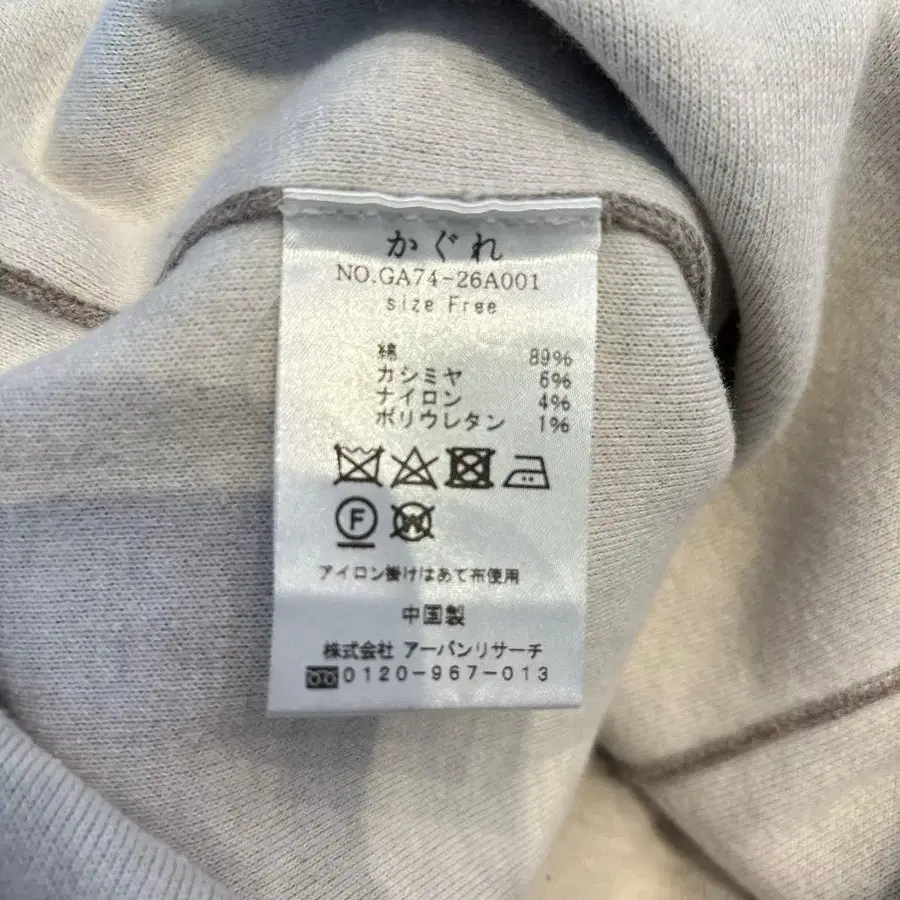 かぐれ
NO.GA74-26A001
size Free
綿 89%
カシミヤ 6%
ナイロン 4%
ポリウレタン 1%
F W
アイロン掛けはあて布使用
中国製
株式会社 アーバンリサーチ
0120-967-013